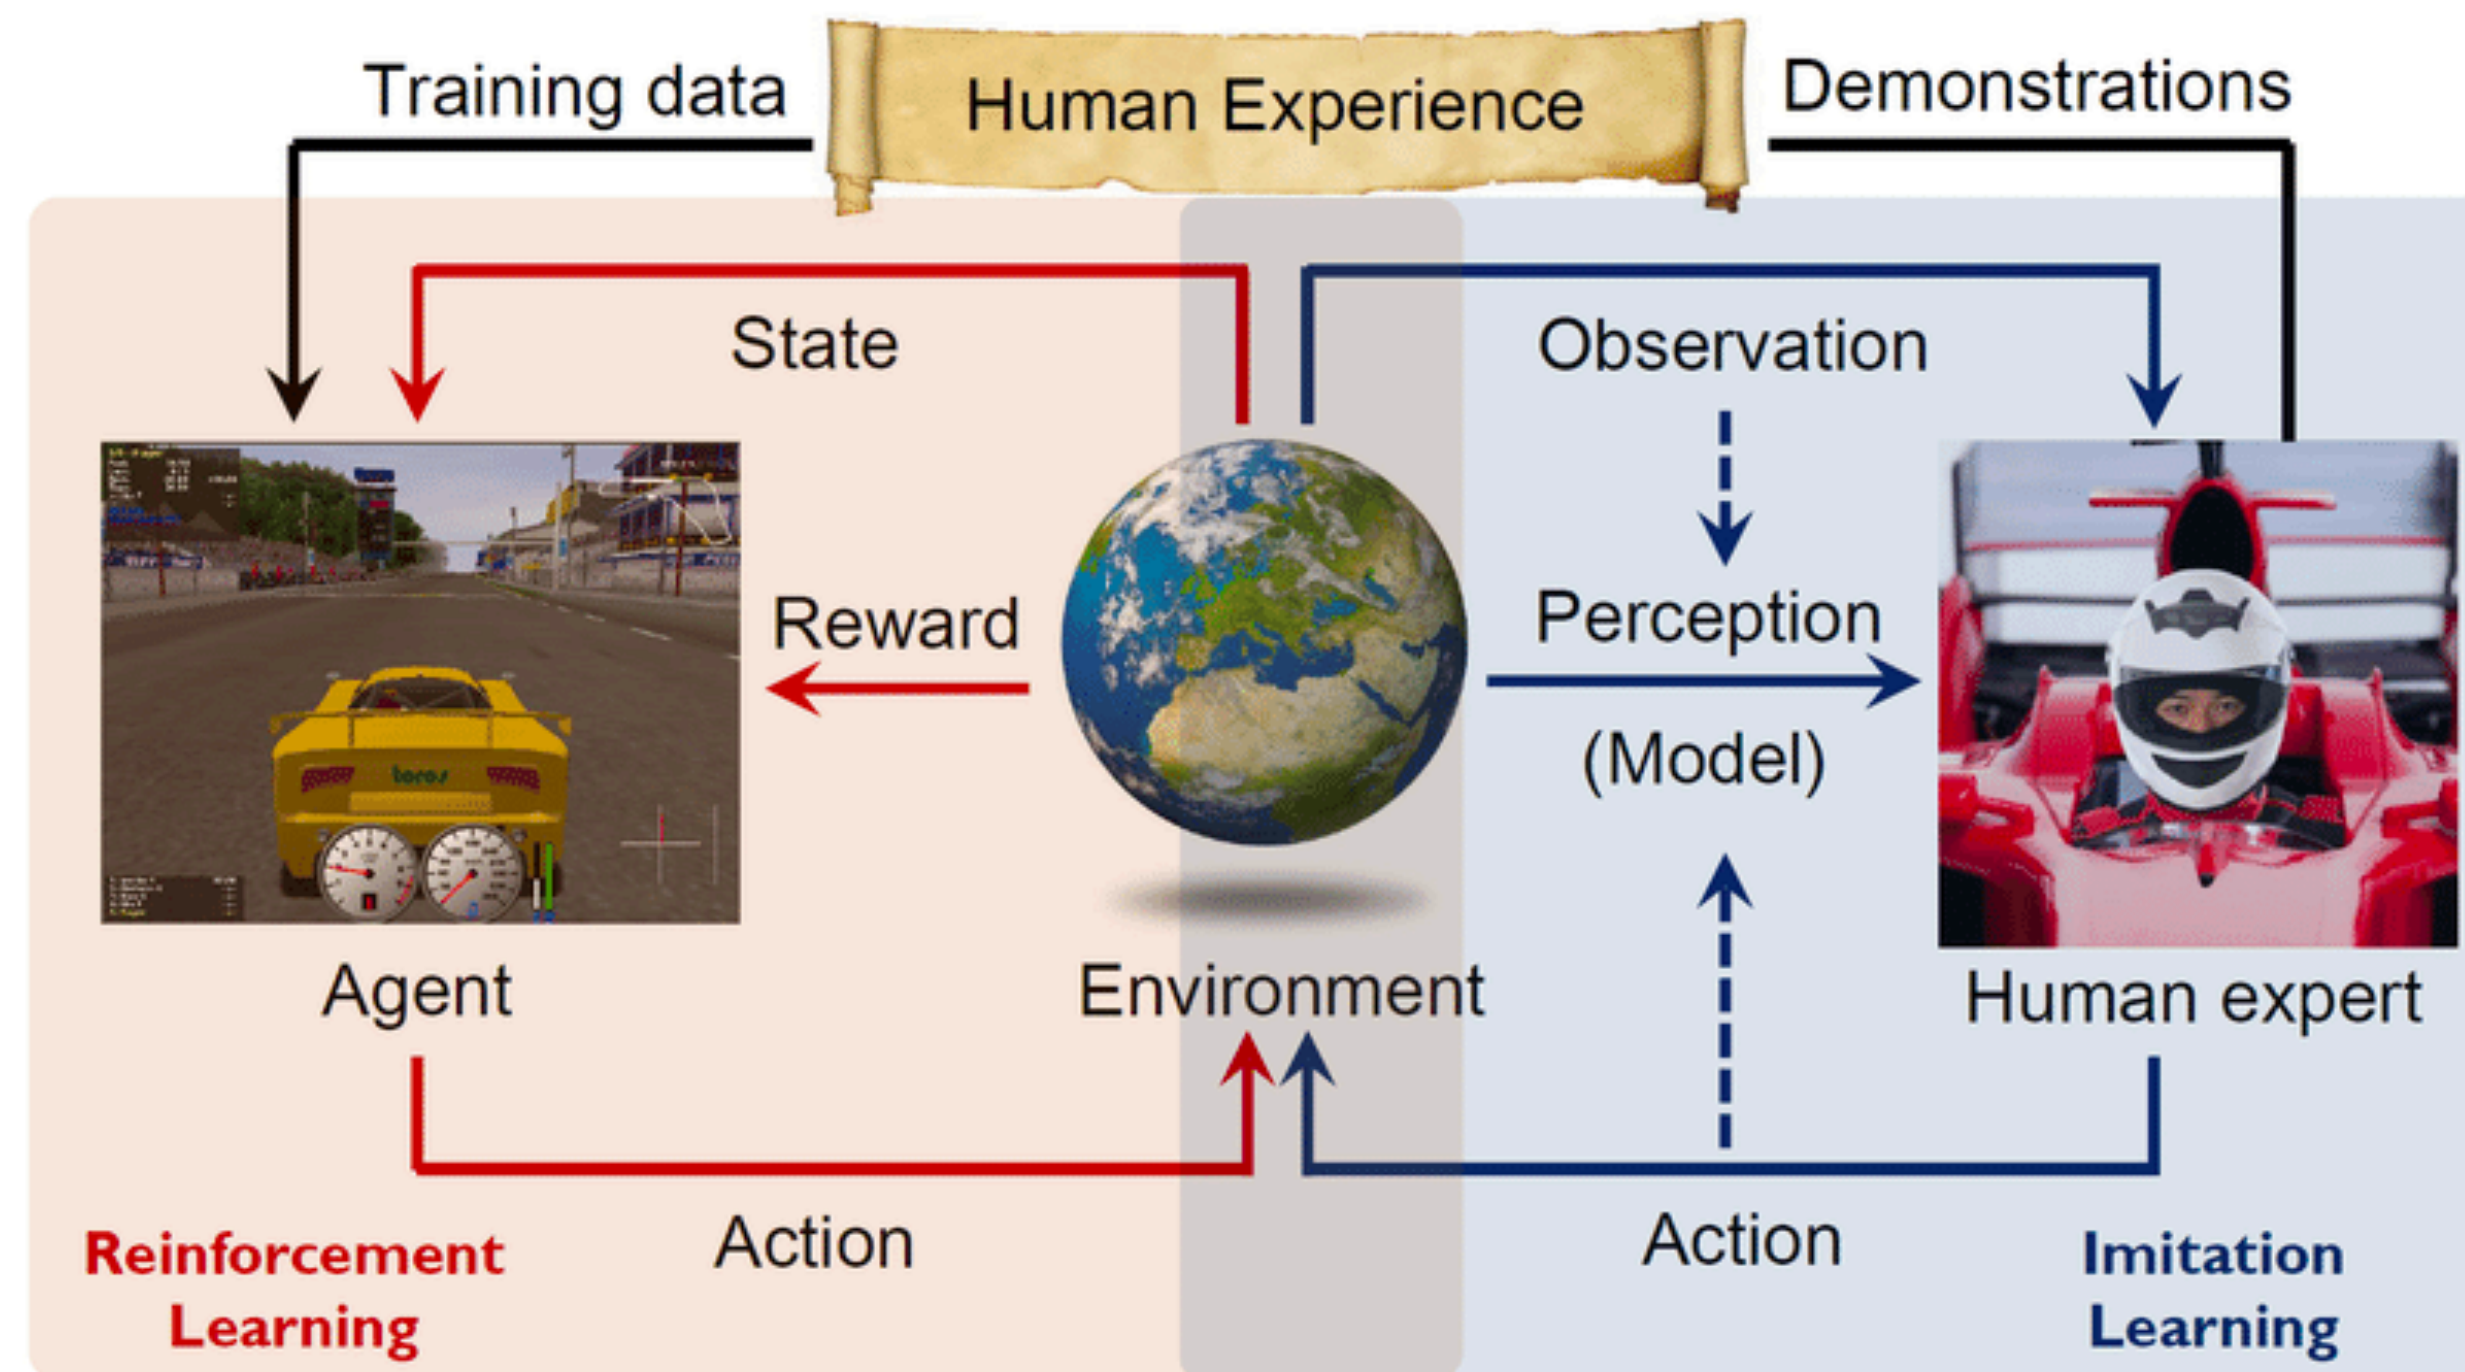 Training data
Human Experience
Demonstrations
State
Observation
Reward
Perception
(Model)
torcs
Agent
Environment
Human expert
Action
Action
Reinforcement
Learning
Imitation
Learning